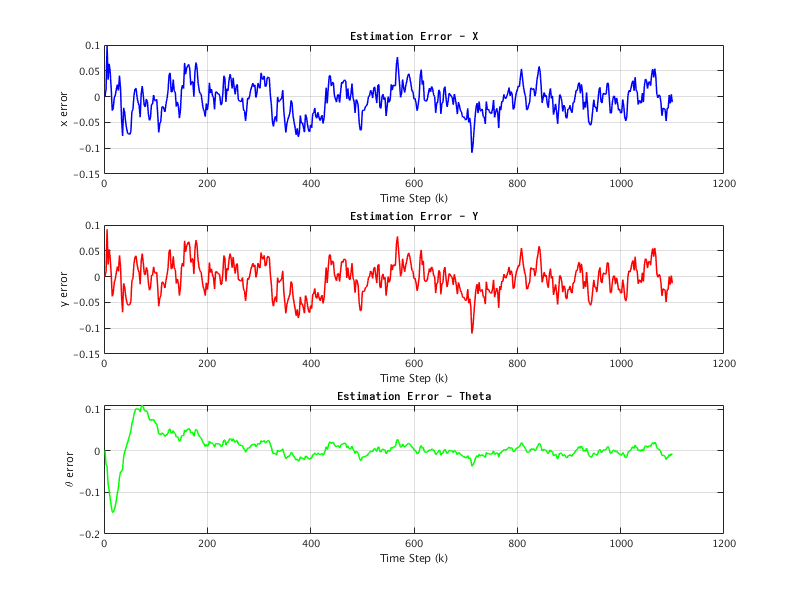 Estimation Error - X
0.1
0.05
0
-0.05
-0.1
-0.15
x error
0 200 400 600 800 1000 1200
Time Step (k)
Estimation Error - Y
0.1
0.05
0
-0.05
-0.1
-0.15
y error
0 200 400 600 800 1000 1200
Time Step (k)
Estimation Error - Theta
0.1
0
-0.1
-0.2
θ error
0 200 400 600 800 1000 1200
Time Step (k)